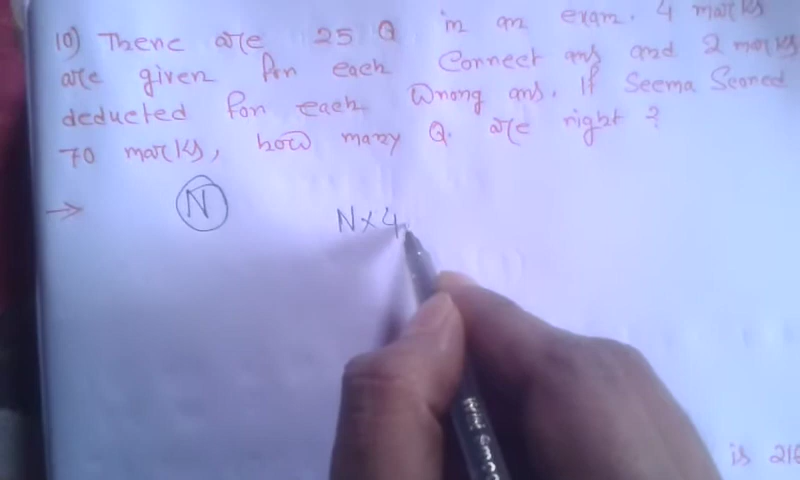 10) There are 25 Q in an exam. 4 marks
are given for each correct ans and 2 marks
deducted for each wrong ans. If Seema Scored
70 marks, how many Q. are right ?
→ N N×4
is 216